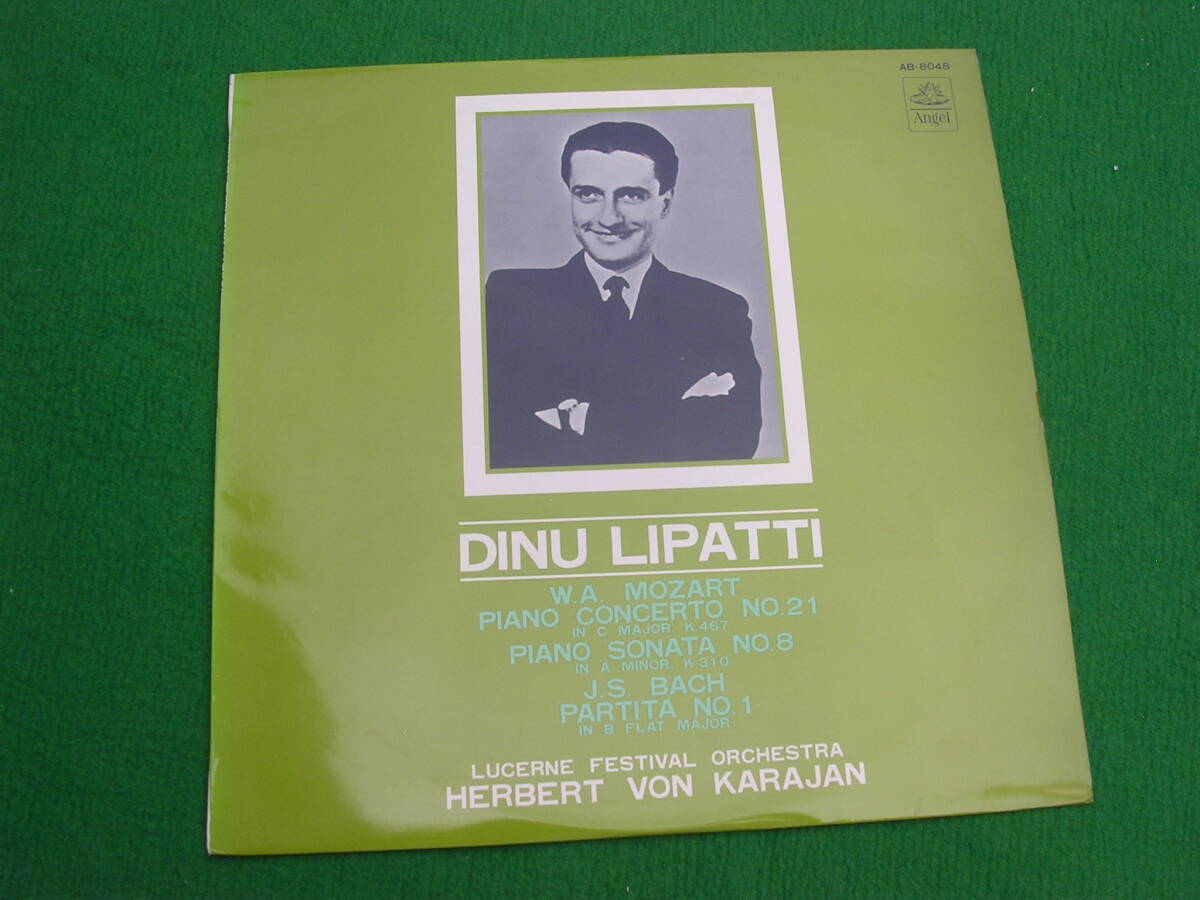 AB-8048
Angel
DINU LIPATTI
W.A. MOZART
PIANO CONCERTO NO.21
IN C MAJOR. K.467
PIANO SONATA NO.8
IN A MINOR. K310
J.S. BACH
PARTITA NO.1
IN B FLAT MAJOR
LUCERNE FESTIVAL ORCHESTRA
HERBERT VON KARAJAN